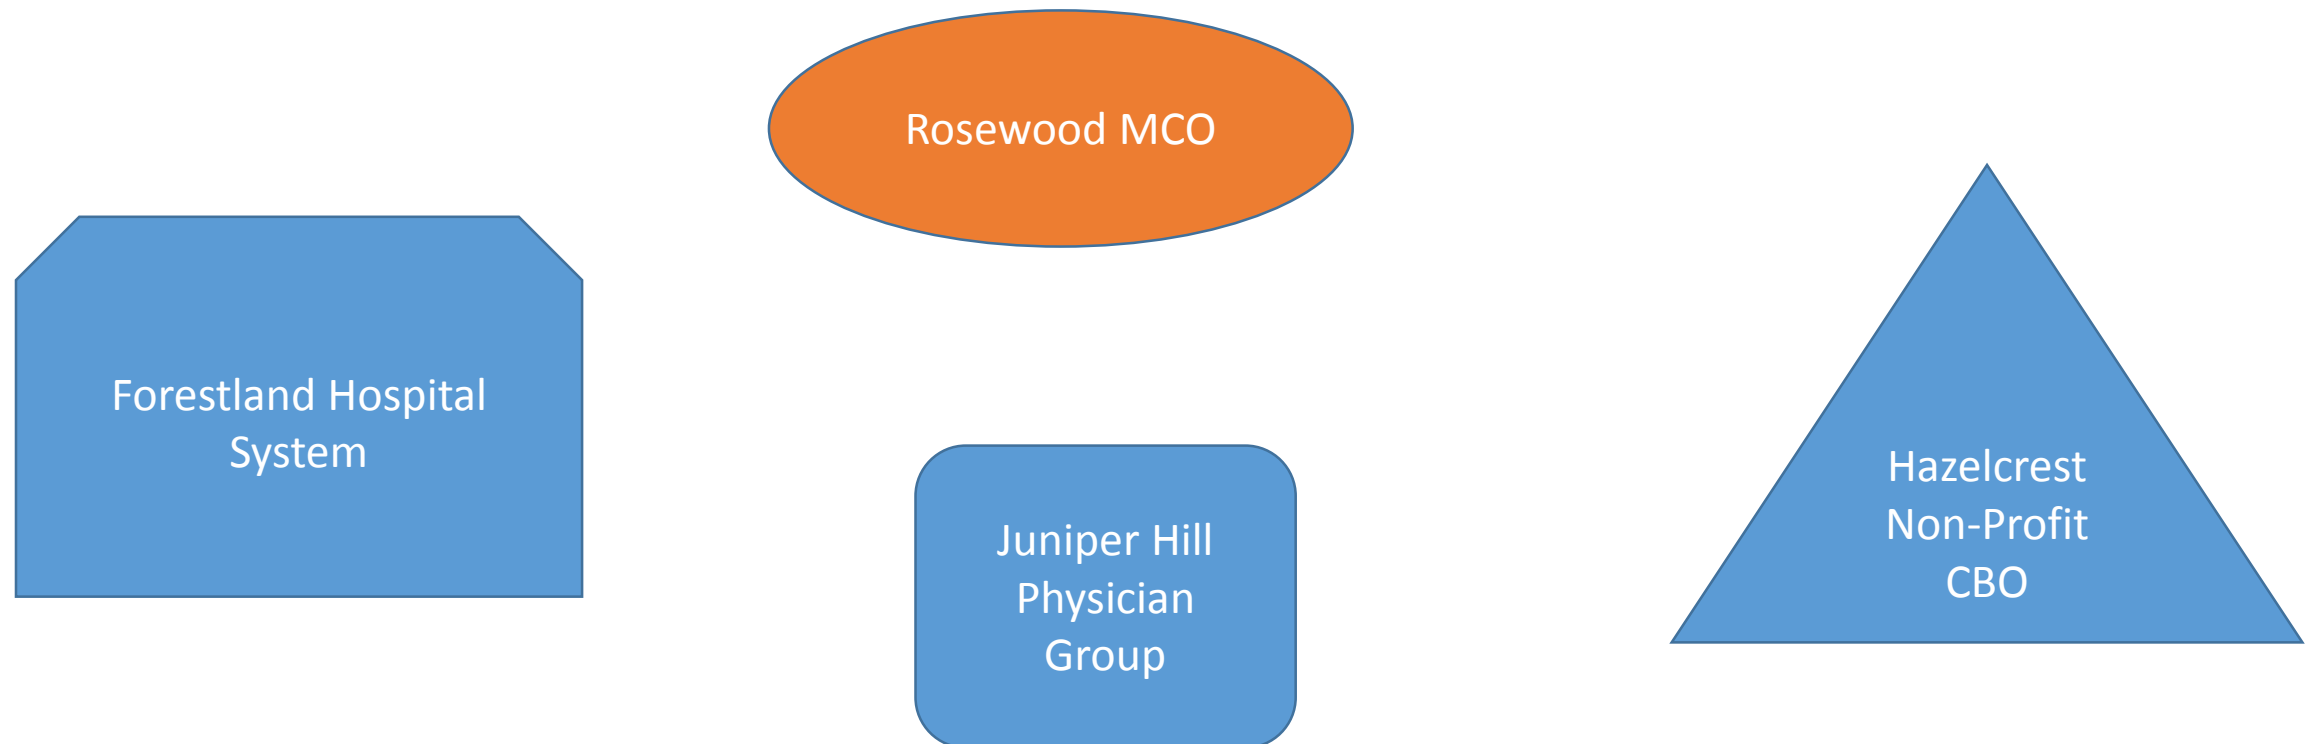 Rosewood MCO
Forestland Hospital
System
Juniper Hill
Physician
Group
Hazelcrest
Non-Profit
CBO